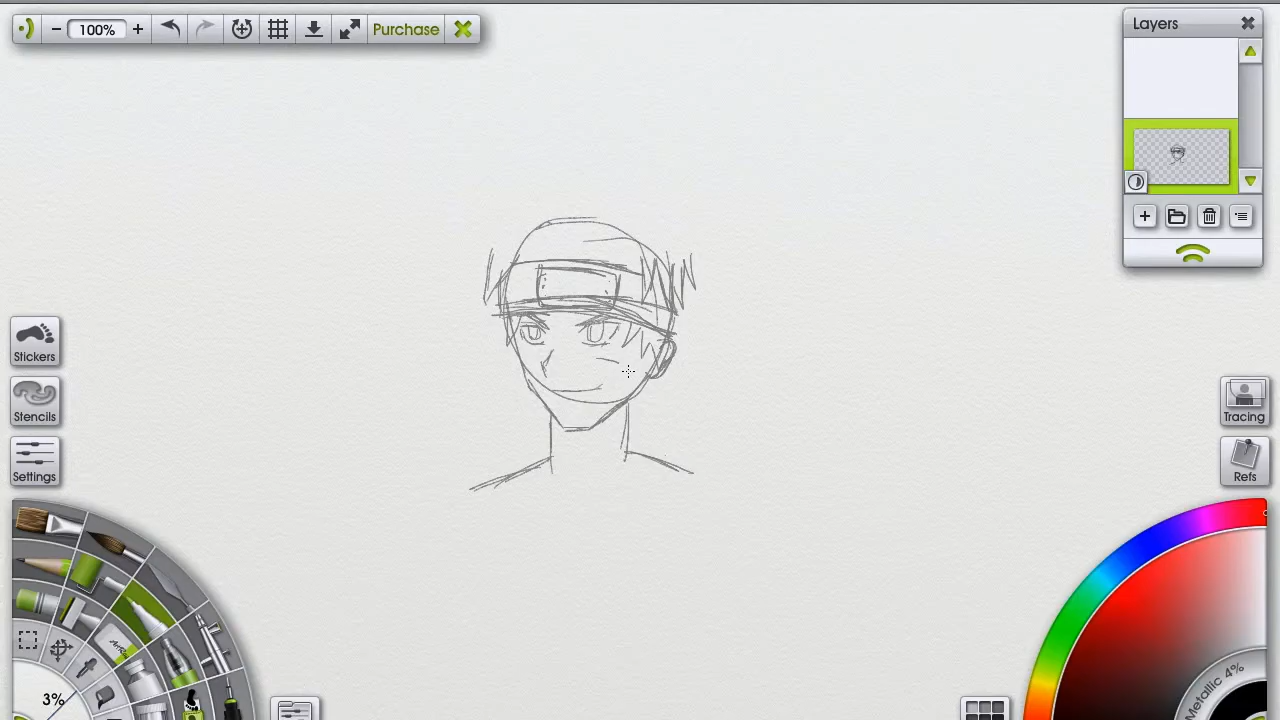 100%
Purchase
Layers
Stickers
Stencils
Settings
Tracing
Refs
3%
Metallic 4%